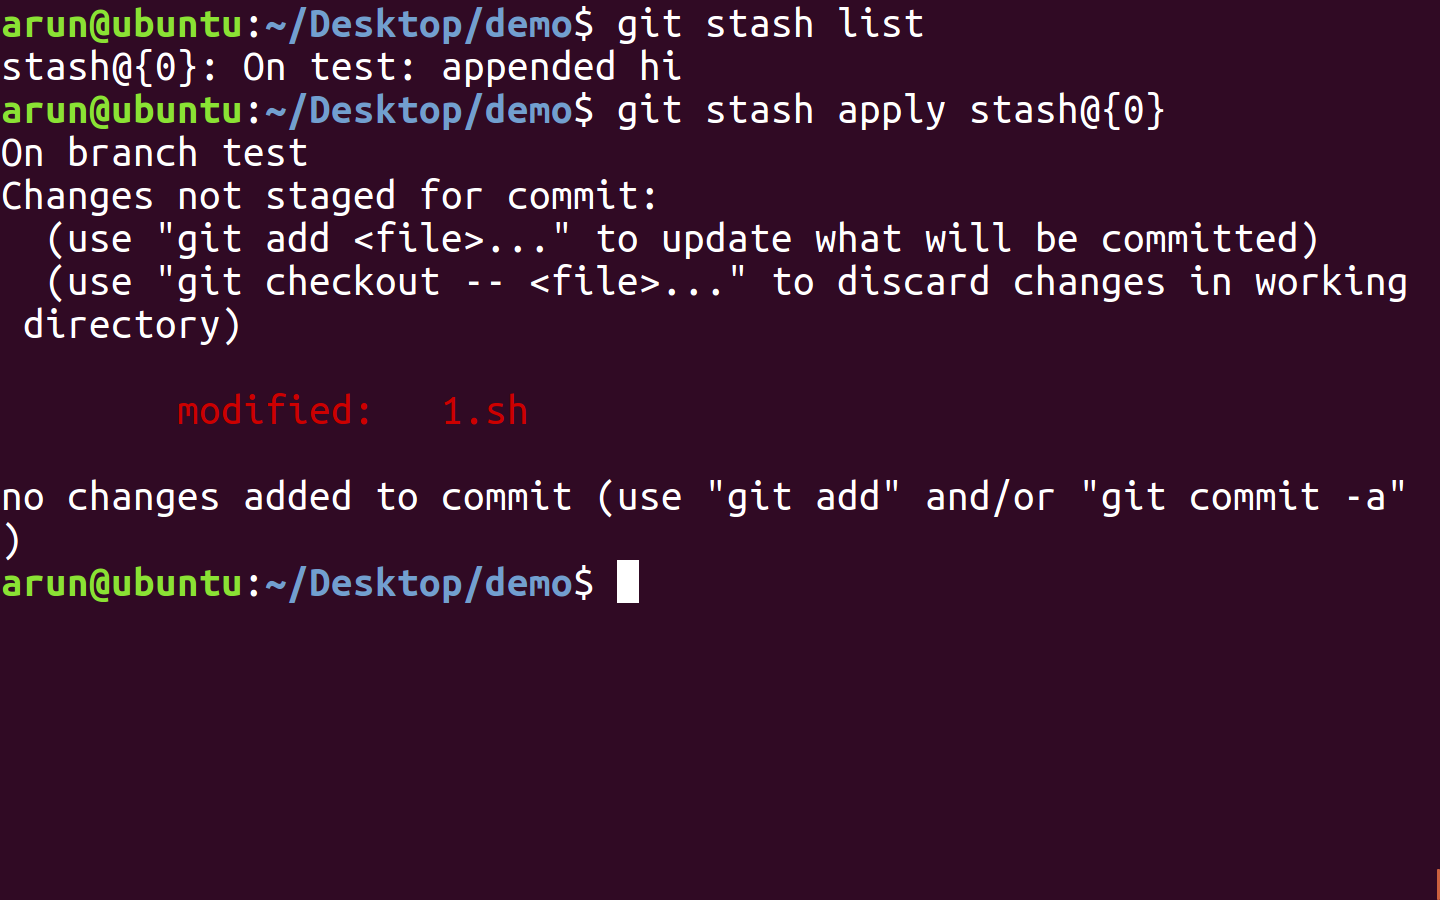 arun@ubuntu:~/Desktop/demo$ git stash list
stash@{0}: On test: appended hi
arun@ubuntu:~/Desktop/demo$ git stash apply stash@{0}
On branch test
Changes not staged for commit:
  (use "git add <file>..." to update what will be committed)
  (use "git checkout -- <file>..." to discard changes in working
 directory)
        modified:   1.sh
no changes added to commit (use "git add" and/or "git commit -a"
)
arun@ubuntu:~/Desktop/demo$